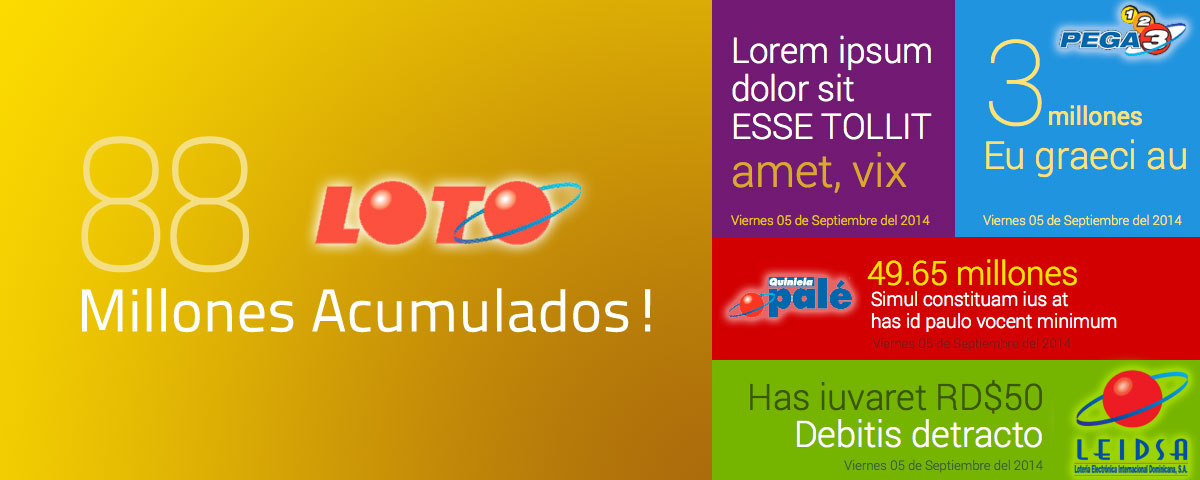 88
LOTO
Millones Acumulados !
Lorem ipsum
dolor sit
ESSE TOLLIT
amet, vix
Viernes 05 de Septiembre del 2014
1 2
PEGA 3
3 millones
Eu graeci au
Viernes 05 de Septiembre del 2014
Quiniela
palé
49.65 millones
Simul constituam ius at
has id paulo vocent minimum
Viernes 05 de Septiembre del 2014
Has iuvaret RD$50
Debitis detracto
Viernes 05 de Septiembre del 2014
LEIDSA
Lotería Electrónica Internacional Dominicana, S.A.